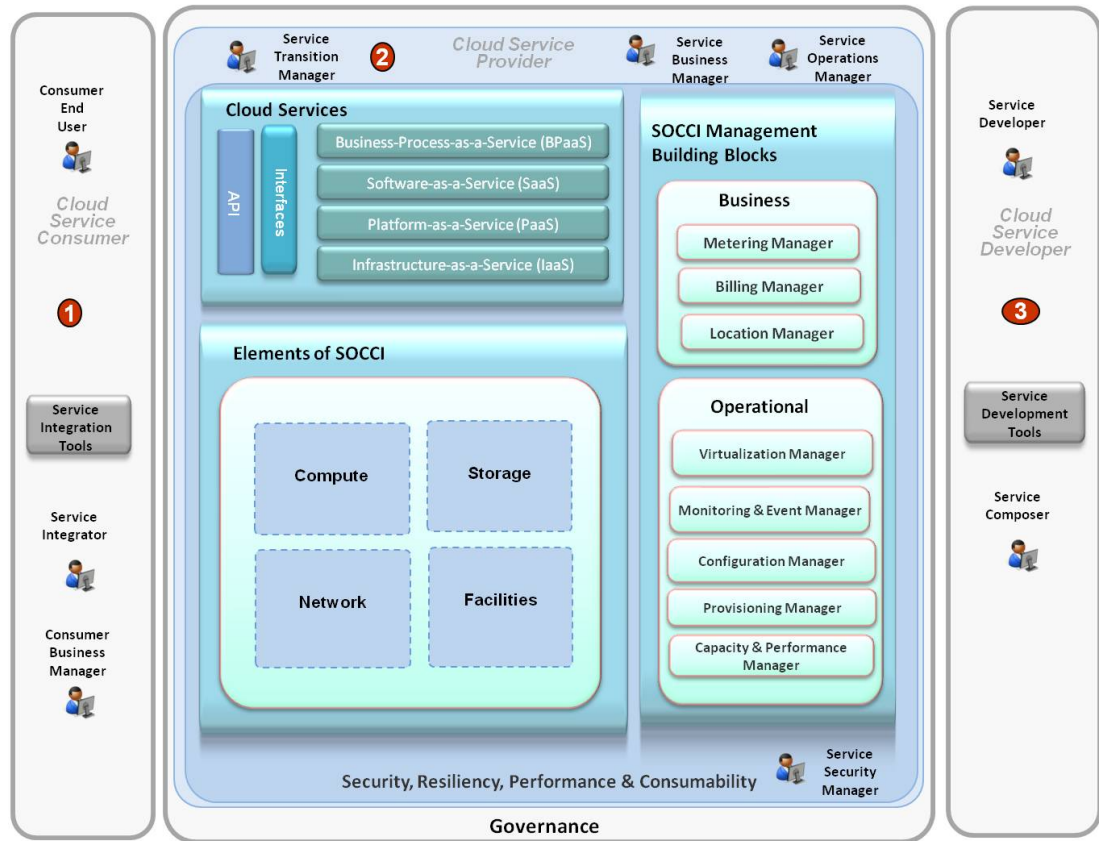 Consumer
End
User
Cloud
Service
Consumer
1
Service
Integration
Tools
Service
Integrator
Consumer
Business
Manager
Service
Transition
Manager
2
Cloud Service
Provider
Service
Business
Manager
Service
Operations
Manager
Cloud Services
API
Interfaces
Business-Process-as-a-Service (BPaaS)
Software-as-a-Service (SaaS)
Platform-as-a-Service (PaaS)
Infrastructure-as-a-Service (IaaS)
Elements of SOCCI
Compute
Storage
Network
Facilities
SOCCI Management
Building Blocks
Business
Metering Manager
Billing Manager
Location Manager
Operational
Virtualization Manager
Monitoring & Event Manager
Configuration Manager
Provisioning Manager
Capacity & Performance
Manager
Security, Resiliency, Performance & Consumability
Service
Security
Manager
Governance
Service
Developer
Cloud
Service
Developer
3
Service
Development
Tools
Service
Composer